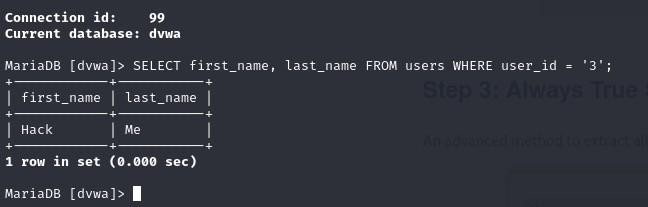 Connection id:    99
Current database: dvwa
MariaDB [dvwa]> SELECT first_name, last_name FROM users WHERE user_id = '3';
+------------+-----------+
| first_name | last_name |
+------------+-----------+
| Hack       | Me        |
+------------+-----------+
1 row in set (0.000 sec)
MariaDB [dvwa]>
Step 3: Always True S
An advanced method to extract all